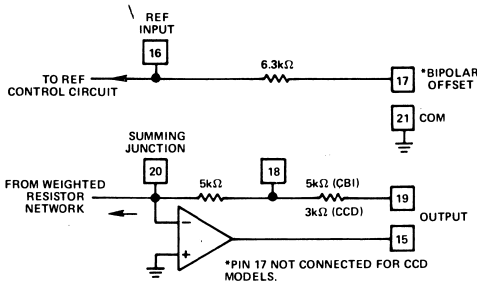 REF
INPUT
16
6.3kΩ
TO REF
CONTROL CIRCUIT
17
*BIPOLAR
OFFSET
21
COM
SUMMING
JUNCTION
20
18
FROM WEIGHTED
RESISTOR
NETWORK
5kΩ
5kΩ (CBI)
3kΩ (CCD)
19
OUTPUT
15
−
+
*PIN 17 NOT CONNECTED FOR CCD
MODELS.